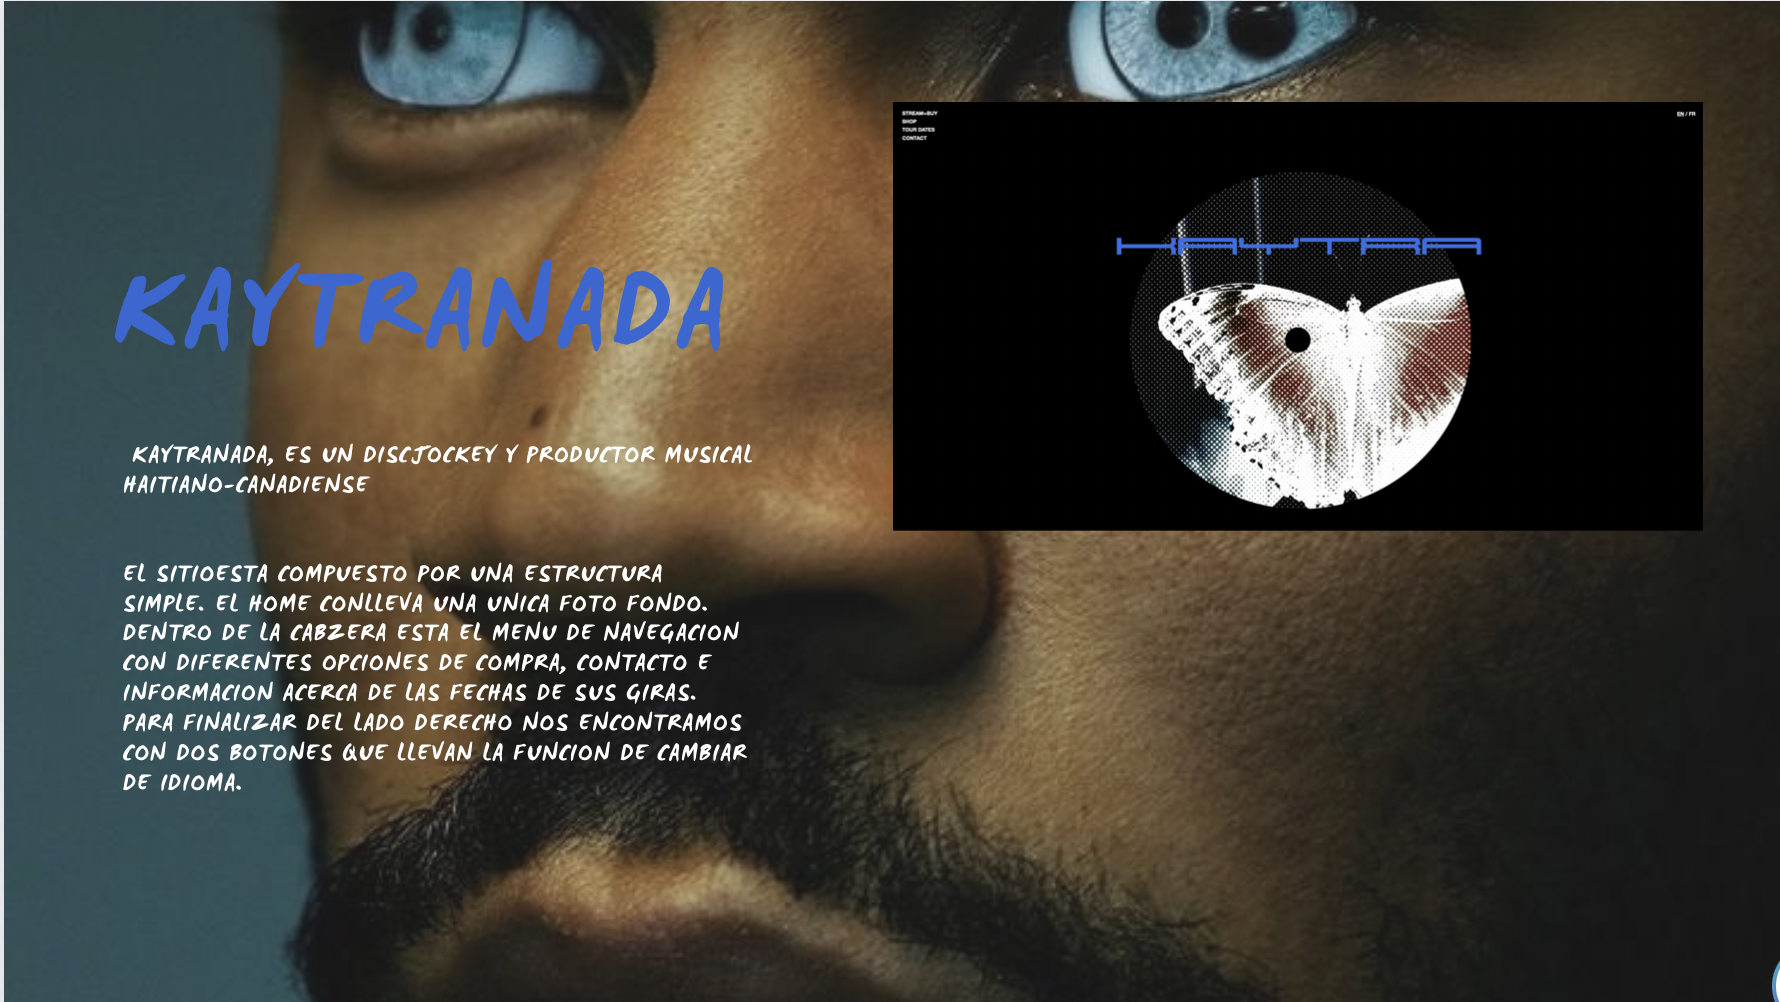 KAYTRANADA
KAYTRANADA, ES UN DISCJOCKEY Y PRODUCTOR MUSICAL
HAITIANO-CANADIENSE
EL SITIOESTA COMPUESTO POR UNA ESTRUCTURA
SIMPLE. EL HOME CONLLEVA UNA UNICA FOTO FONDO.
DENTRO DE LA CABZERA ESTA EL MENU DE NAVEGACION
CON DIFERENTES OPCIONES DE COMPRA, CONTACTO E
INFORMACION ACERCA DE LAS FECHAS DE SUS GIRAS.
PARA FINALIZAR DEL LADO DERECHO NOS ENCONTRAMOS
CON DOS BOTONES QUE LLEVAN LA FUNCION DE CAMBIAR
DE IDIOMA.
STREAM+BUY
SHOP
TOUR DATES
CONTACT
EN / FR
KAYTRA